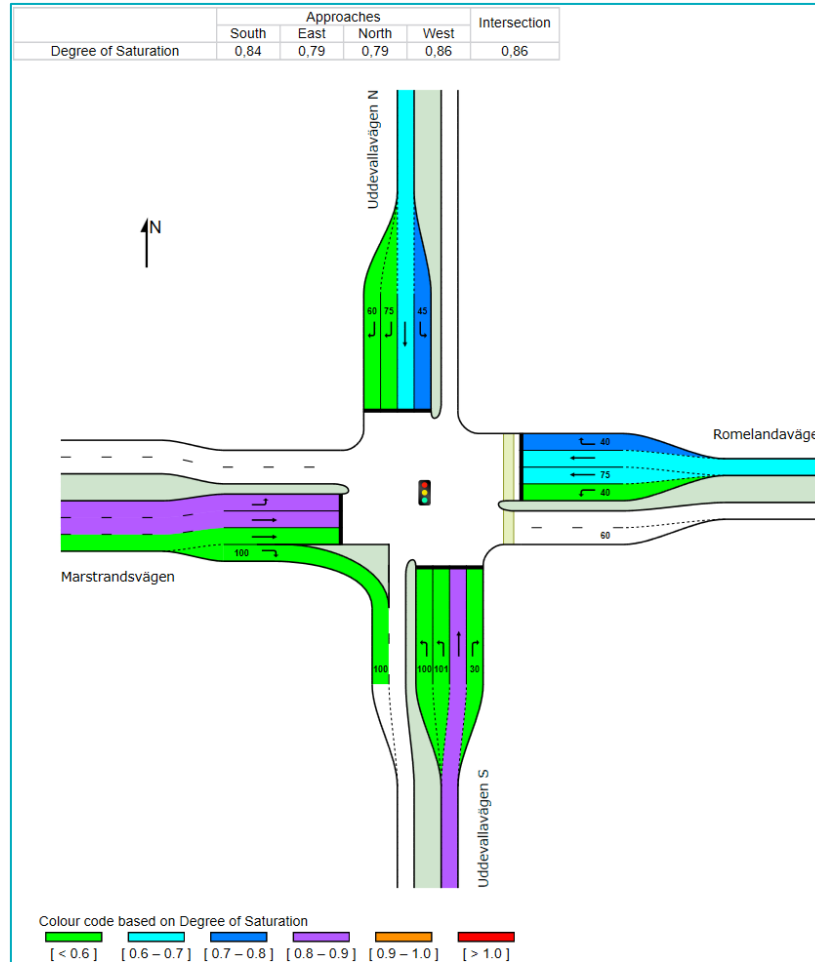 Approaches
Intersection
South East North West
Degree of Saturation 0,84 0,79 0,79 0,86 0,86
Uddevallavägen N
N
60 75 45
40
Romelandaväge
75
40
60
100
Marstrandsvägen
100
100 101 30
Uddevallavägen S
Colour code based on Degree of Saturation
[ < 0.6 ] [ 0.6 – 0.7 ] [ 0.7 – 0.8 ] [ 0.8 – 0.9 ] [ 0.9 – 1.0 ] [ > 1.0 ]